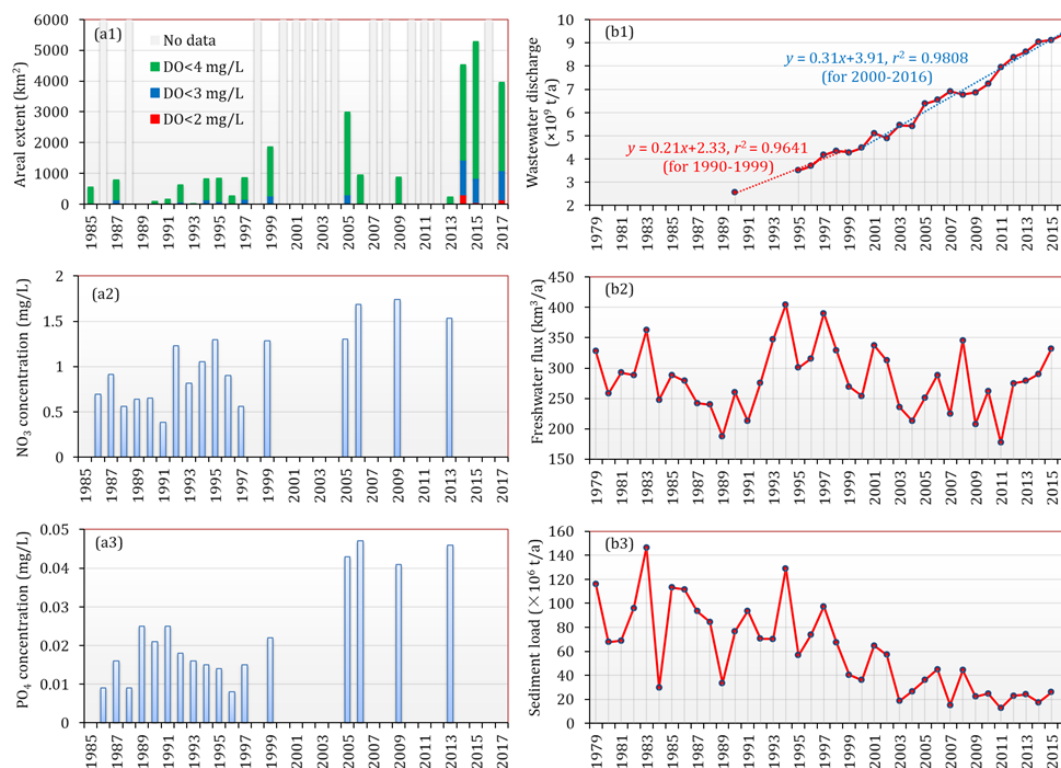 (a1)
6000
5000
4000
3000
2000
1000
0
Areal extent (km²)
No data
DO<4 mg/L
DO<3 mg/L
DO<2 mg/L
1985 1987 1989 1991 1993 1995 1997 1999 2001 2003 2005 2007 2009 2011 2013 2015 2017
(b1)
10
9
8
7
6
5
4
3
2
Wastewater discharge
(×10⁹ t/a)
y = 0.31x+3.91, r² = 0.9808
(for 2000-2016)
y = 0.21x+2.33, r² = 0.9641
(for 1990-1999)
1979 1981 1983 1985 1987 1989 1991 1993 1995 1997 1999 2001 2003 2005 2007 2009 2011 2013 2015
(a2)
2
1.5
1
0.5
0
NO₃ concentration (mg/L)
1985 1987 1989 1991 1993 1995 1997 1999 2001 2003 2005 2007 2009 2011 2013 2015 2017
(b2)
450
400
350
300
250
200
150
Freshwater flux (km³/a)
1979 1981 1983 1985 1987 1989 1991 1993 1995 1997 1999 2001 2003 2005 2007 2009 2011 2013 2015
(a3)
0.05
0.04
0.03
0.02
0.01
0
PO₄ concentration (mg/L)
1985 1987 1989 1991 1993 1995 1997 1999 2001 2003 2005 2007 2009 2011 2013 2015 2017
(b3)
160
140
120
100
80
60
40
20
0
Sediment load (×10⁶ t/a)
1979 1981 1983 1985 1987 1989 1991 1993 1995 1997 1999 2001 2003 2005 2007 2009 2011 2013 2015